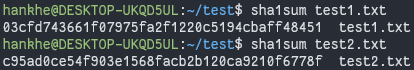 hankhe@DESKTOP-UKQD5UL:~/test$ sha1sum test1.txt
03cfd743661f07975fa2f1220c5194cbaff48451  test1.txt
hankhe@DESKTOP-UKQD5UL:~/test$ sha1sum test2.txt
c95ad0ce54f903e1568facb2b120ca9210f6778f  test2.txt